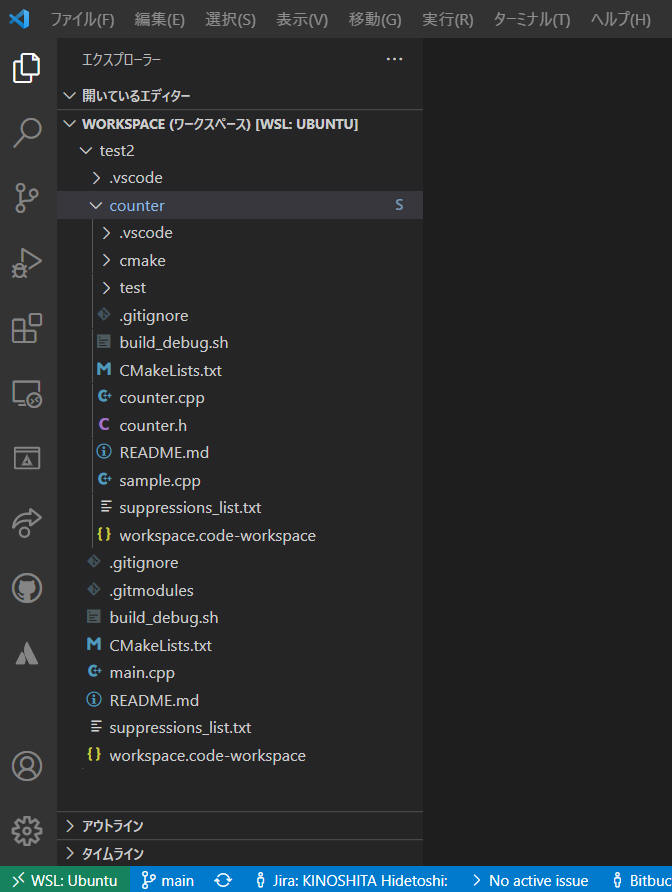 ファイル(F) 編集(E) 選択(S) 表示(V) 移動(G) 実行(R) ターミナル(T) ヘルプ(H)
エクスプローラー
開いているエディター
WORKSPACE (ワークスペース) [WSL: UBUNTU]
test2
.vscode
counter S
.vscode
cmake
test
.gitignore
build_debug.sh
CMakeLists.txt
counter.cpp
counter.h
README.md
sample.cpp
suppressions_list.txt
workspace.code-workspace
.gitignore
.gitmodules
build_debug.sh
CMakeLists.txt
main.cpp
README.md
suppressions_list.txt
workspace.code-workspace
アウトライン
タイムライン
WSL: Ubuntu main Jira: KINOSHITA Hidetoshi: No active issue Bitbuc